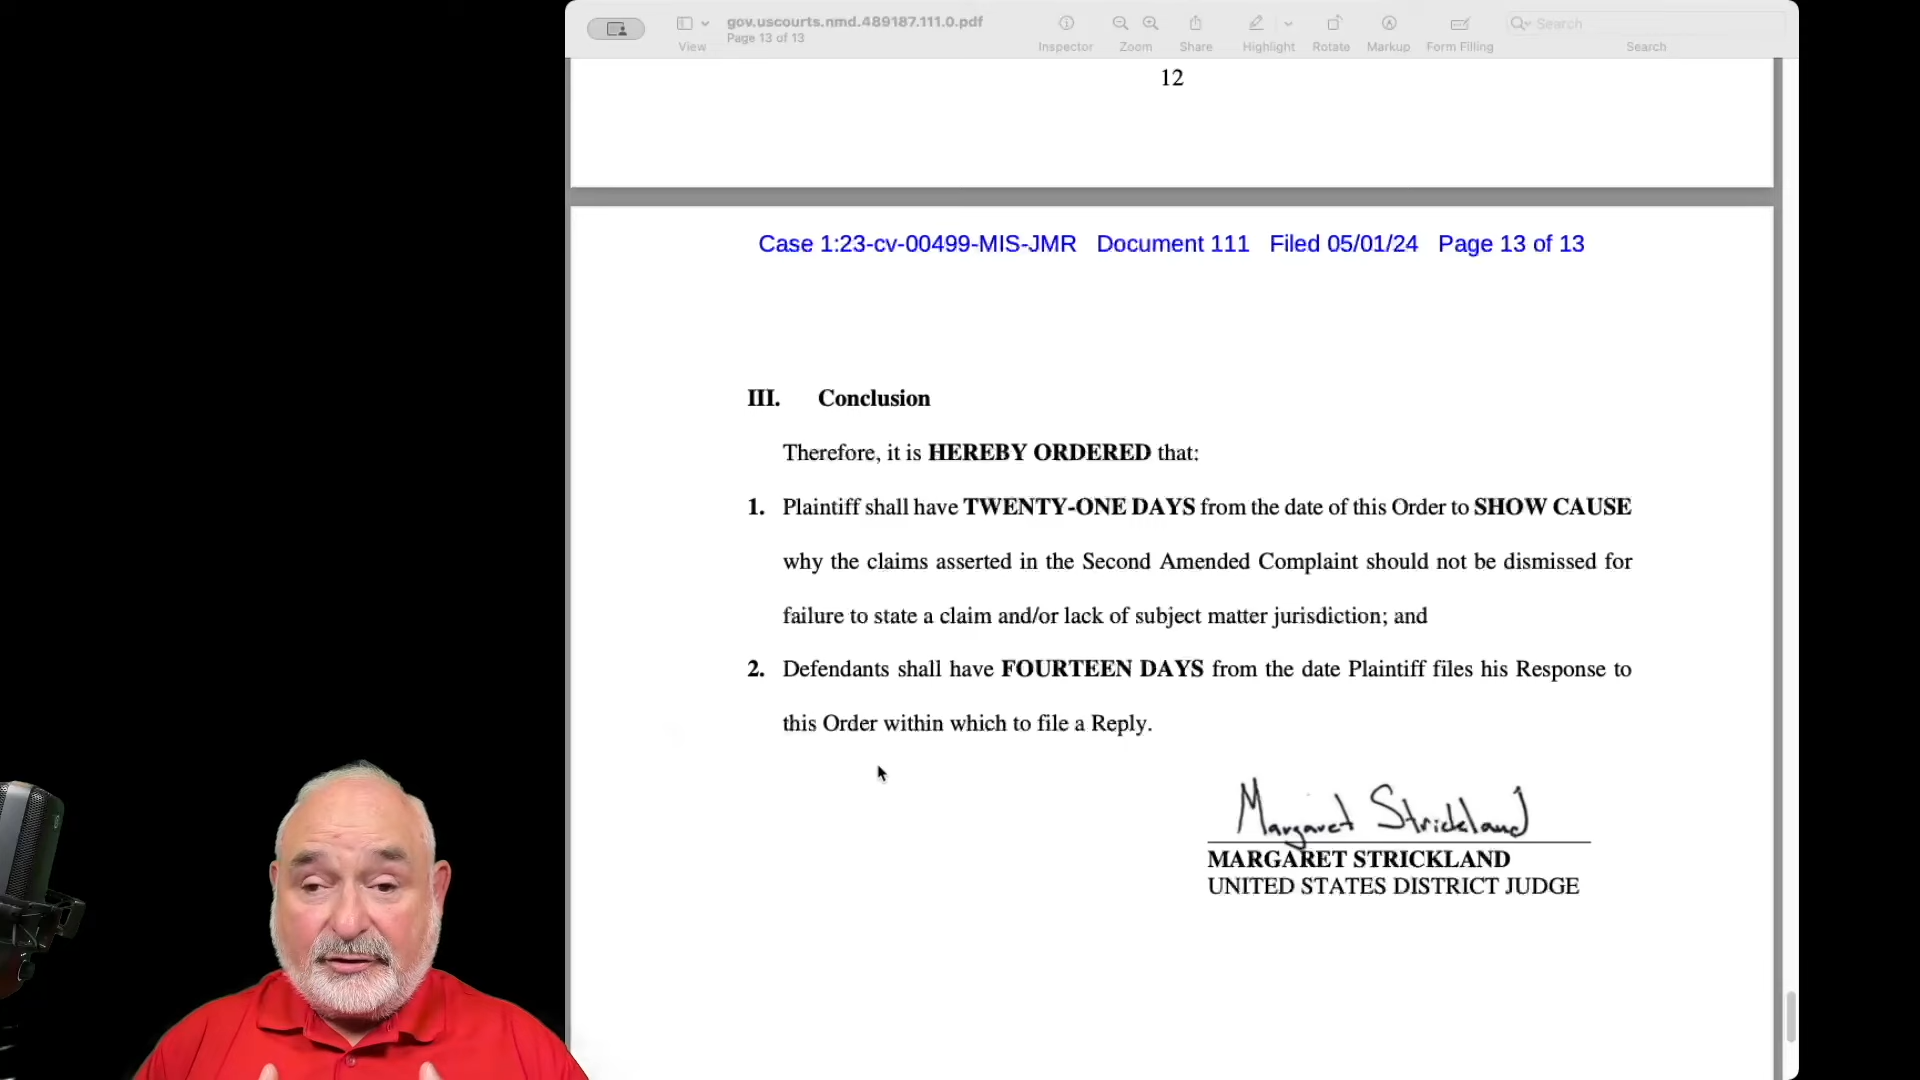 gov.uscourts.nmd.489187.111.0.pdf
Page 13 of 13
View
Inspector
Zoom
Share
Highlight
Rotate
Markup
Form Filling
Search
Search
12
Case 1:23-cv-00499-MIS-JMR Document 111 Filed 05/01/24 Page 13 of 13
III. Conclusion
Therefore, it is HEREBY ORDERED that:
1. Plaintiff shall have TWENTY-ONE DAYS from the date of this Order to SHOW CAUSE
why the claims asserted in the Second Amended Complaint should not be dismissed for
failure to state a claim and/or lack of subject matter jurisdiction; and
2. Defendants shall have FOURTEEN DAYS from the date Plaintiff files his Response to
this Order within which to file a Reply.
Margaret Strickland
MARGARET STRICKLAND
UNITED STATES DISTRICT JUDGE